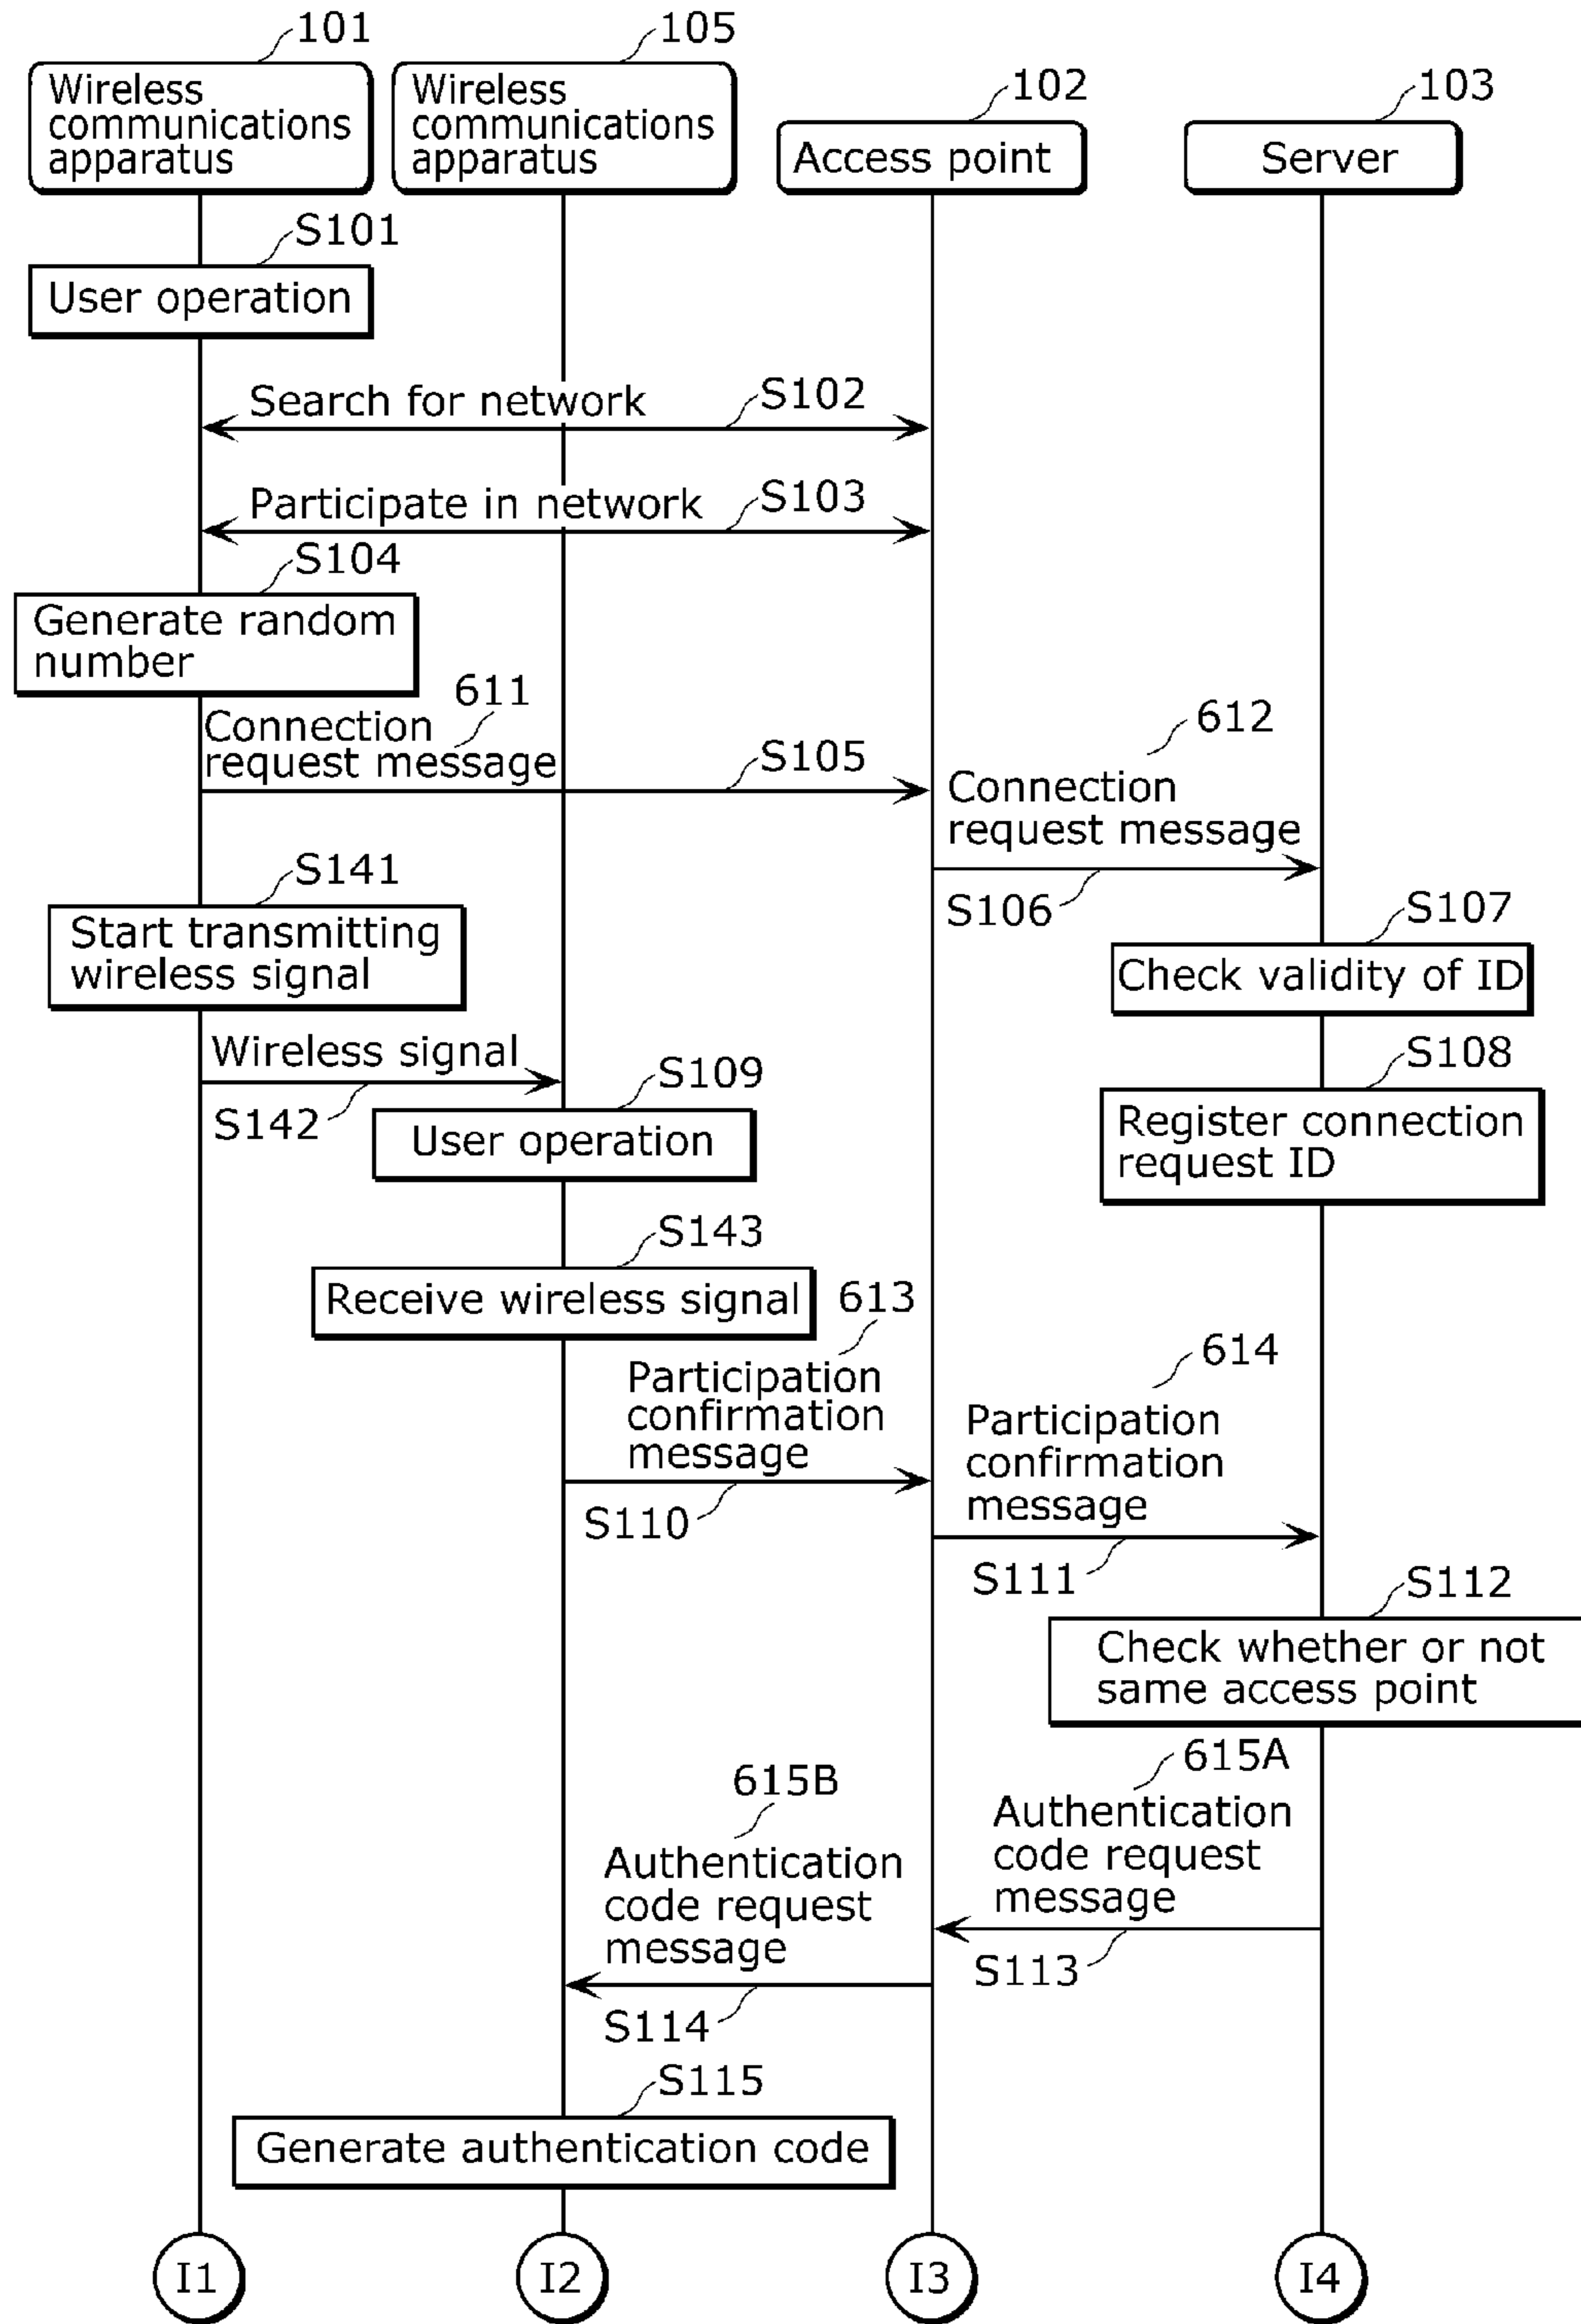 101
105
102
103
Wireless
communications
apparatus
Wireless
communications
apparatus
Access point
Server
S101
User operation
Search for network
S102
Participate in network
S103
S104
Generate random
number
611
Connection
request message
S105
612
Connection
request message
S106
S141
Start transmitting
wireless signal
S107
Check validity of ID
Wireless signal
S142
S109
User operation
S108
Register connection
request ID
S143
Receive wireless signal
613
Participation
confirmation
message
S110
614
Participation
confirmation
message
S111
S112
Check whether or not
same access point
615A
Authentication
code request
message
S113
615B
Authentication
code request
message
S114
S115
Generate authentication code
I1
I2
I3
I4